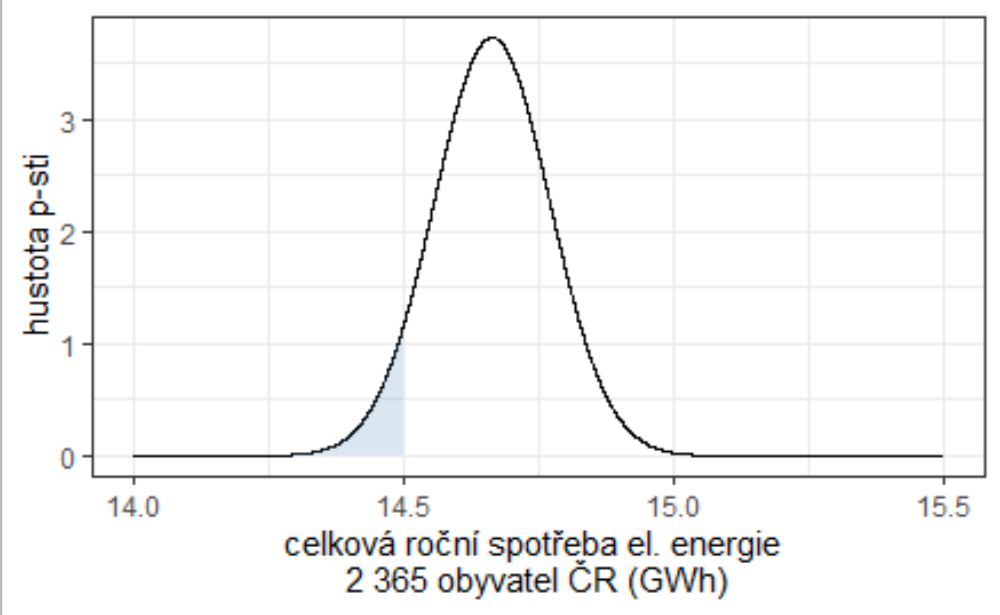 hustota p-sti
3
2
1
0
14.0 14.5 15.0 15.5
celková roční spotřeba el. energie
2 365 obyvatel ČR (GWh)